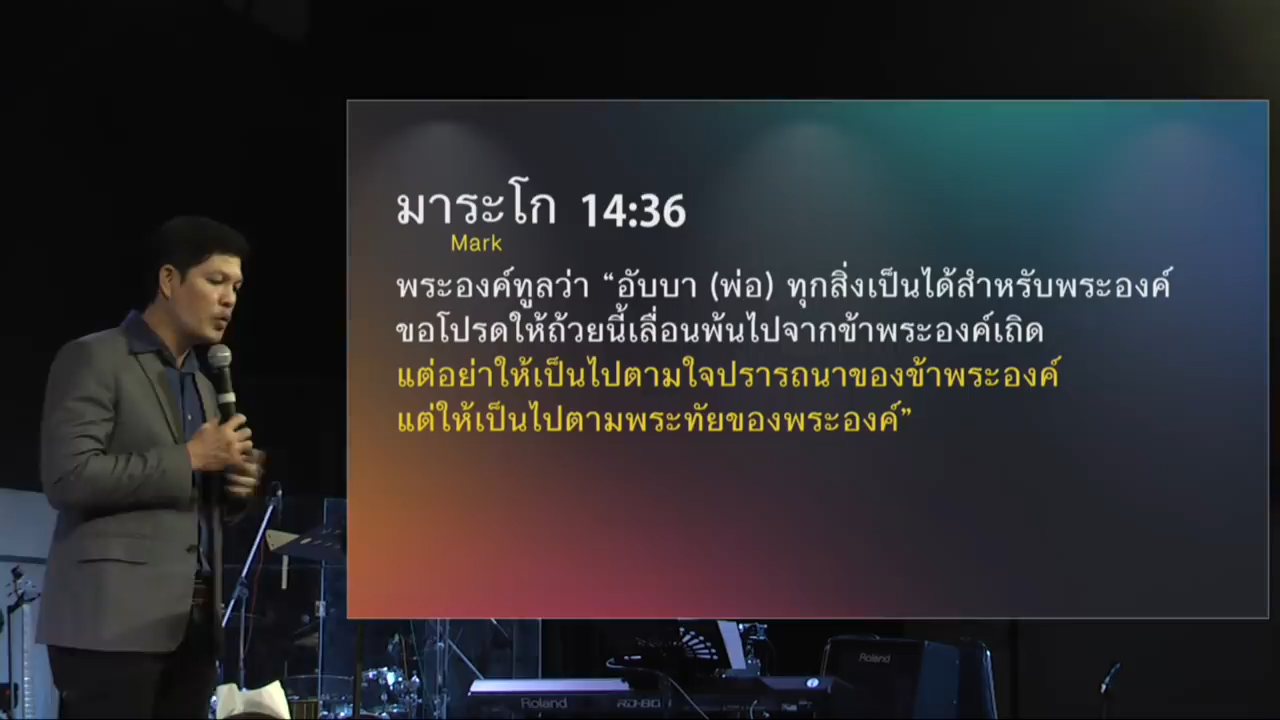 มาระโก 14:36
Mark
พระองค์ทูลว่า “อับบา (พ่อ) ทุกสิ่งเป็นได้สำหรับพระองค์
ขอโปรดให้ถ้วยนี้เลื่อนพ้นไปจากข้าพระองค์เถิด
แต่อย่าให้เป็นไปตามใจปรารถนาของข้าพระองค์
แต่ให้เป็นไปตามพระทัยของพระองค์”
Roland
Roland RD-80